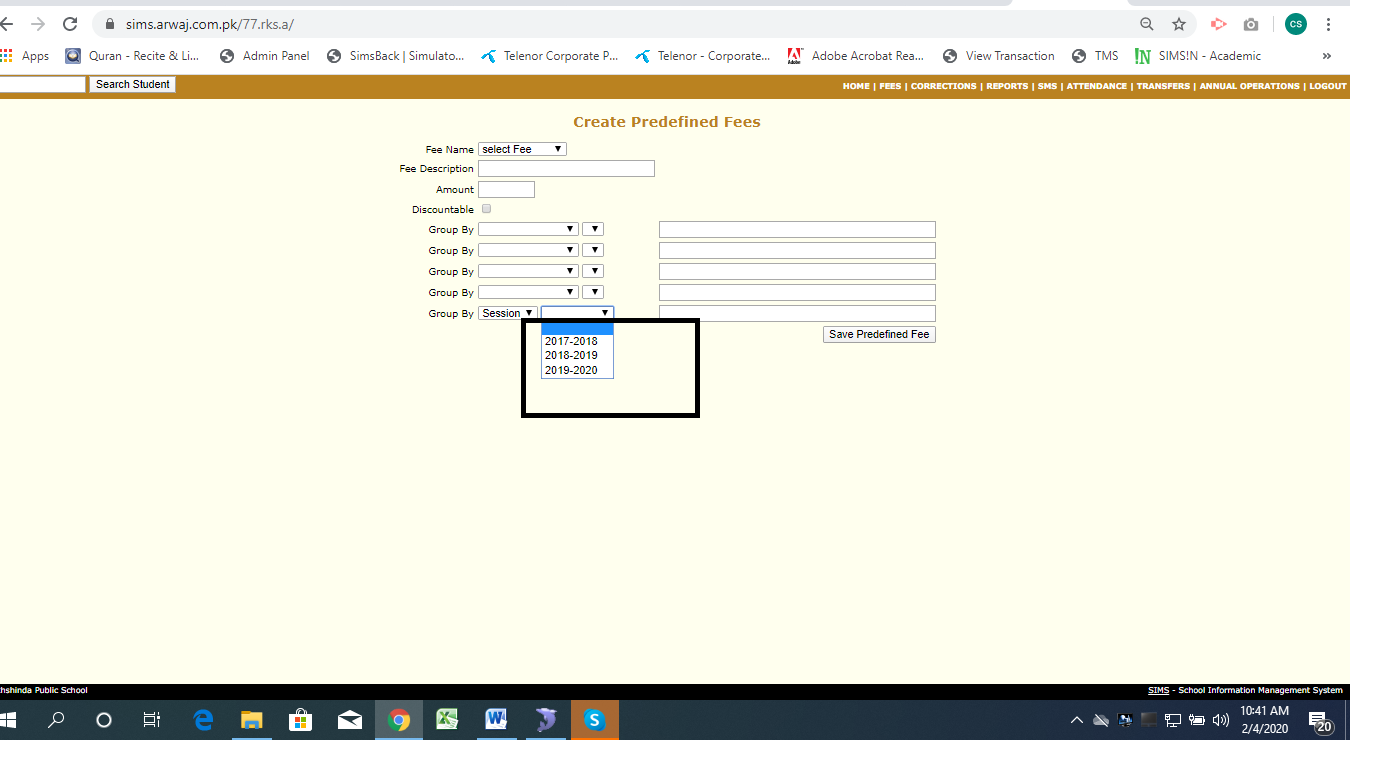 sims.arwaj.com.pk/77.rks.a/
CS
Apps Quran - Recite & Li... Admin Panel SimsBack | Simulato... Telenor Corporate P... Telenor - Corporate... Adobe Adobe Acrobat Rea... View Transaction TMS !N SIMS!N - Academic »
Search Student HOME | FEES | CORRECTIONS | REPORTS | SMS | ATTENDANCE | TRANSFERS | ANNUAL OPERATIONS | LOGOUT
Create Predefined Fees
Fee Name select Fee
Fee Description
Amount
Discountable
Group By
Group By
Group By
Group By
Group By Session
2017-2018
2018-2019
2019-2020
Save Predefined Fee
hshinda Public School SIMS - School Information Management System
10:41 AM
2/4/2020
20